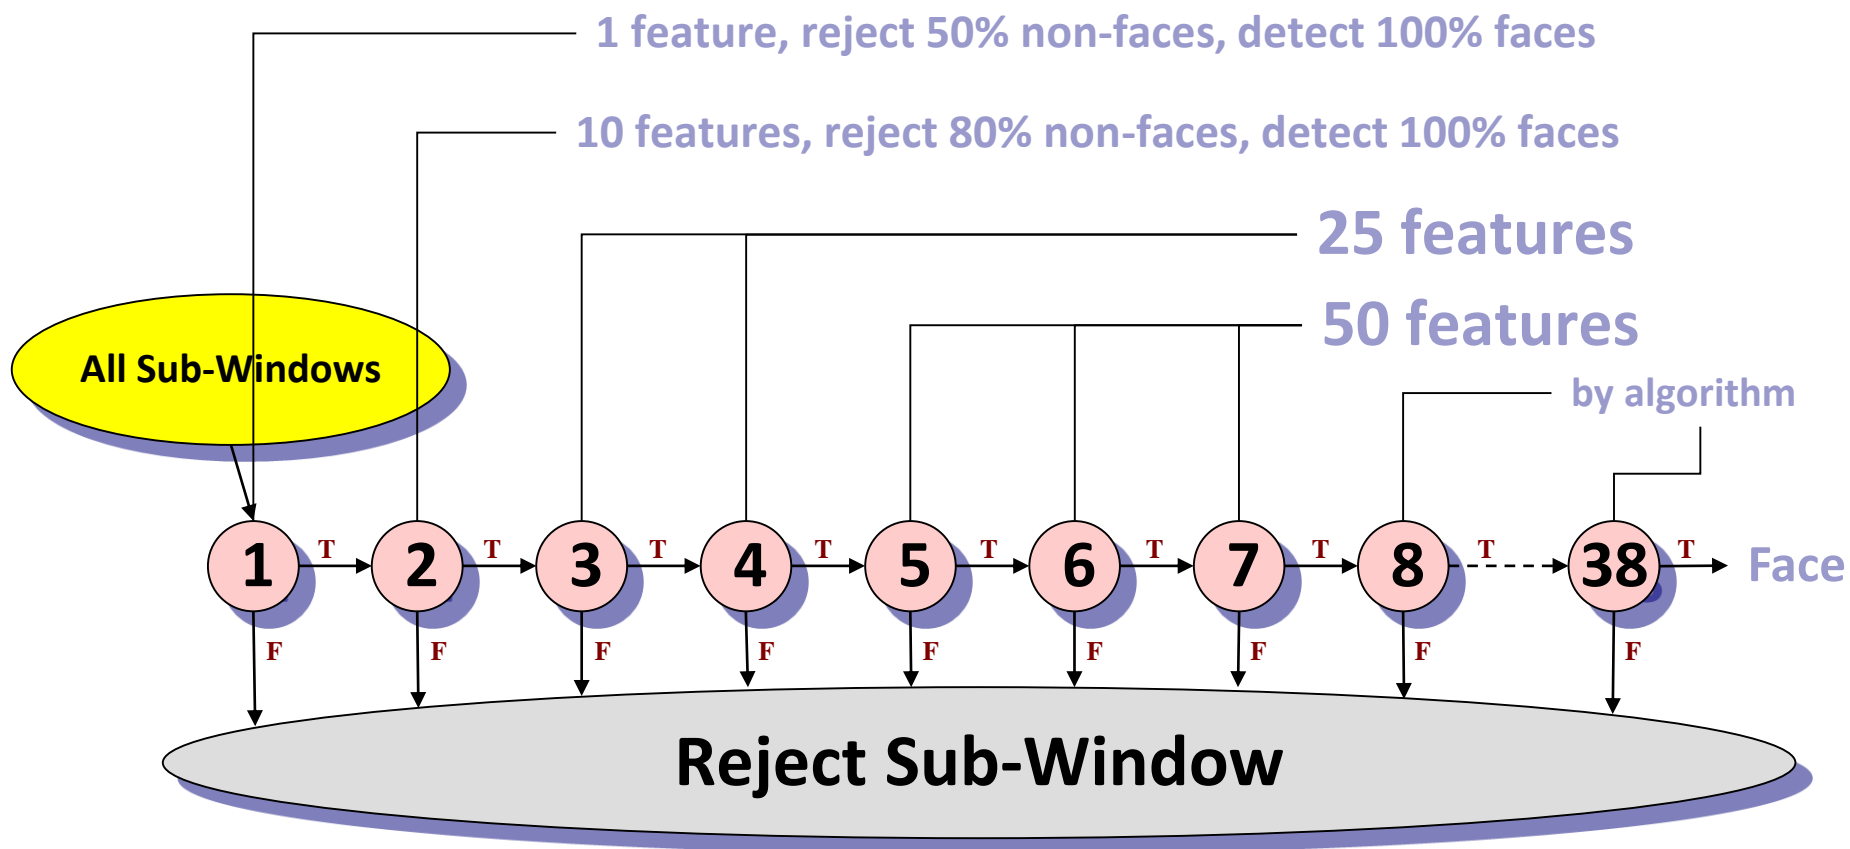 1 feature, reject 50% non-faces, detect 100% faces
10 features, reject 80% non-faces, detect 100% faces
25 features
50 features
All Sub-Windows
by algorithm
T T T T T T T T T
1 2 3 4 5 6 7 8 38 Face
F F F F F F F F F
Reject Sub-Window